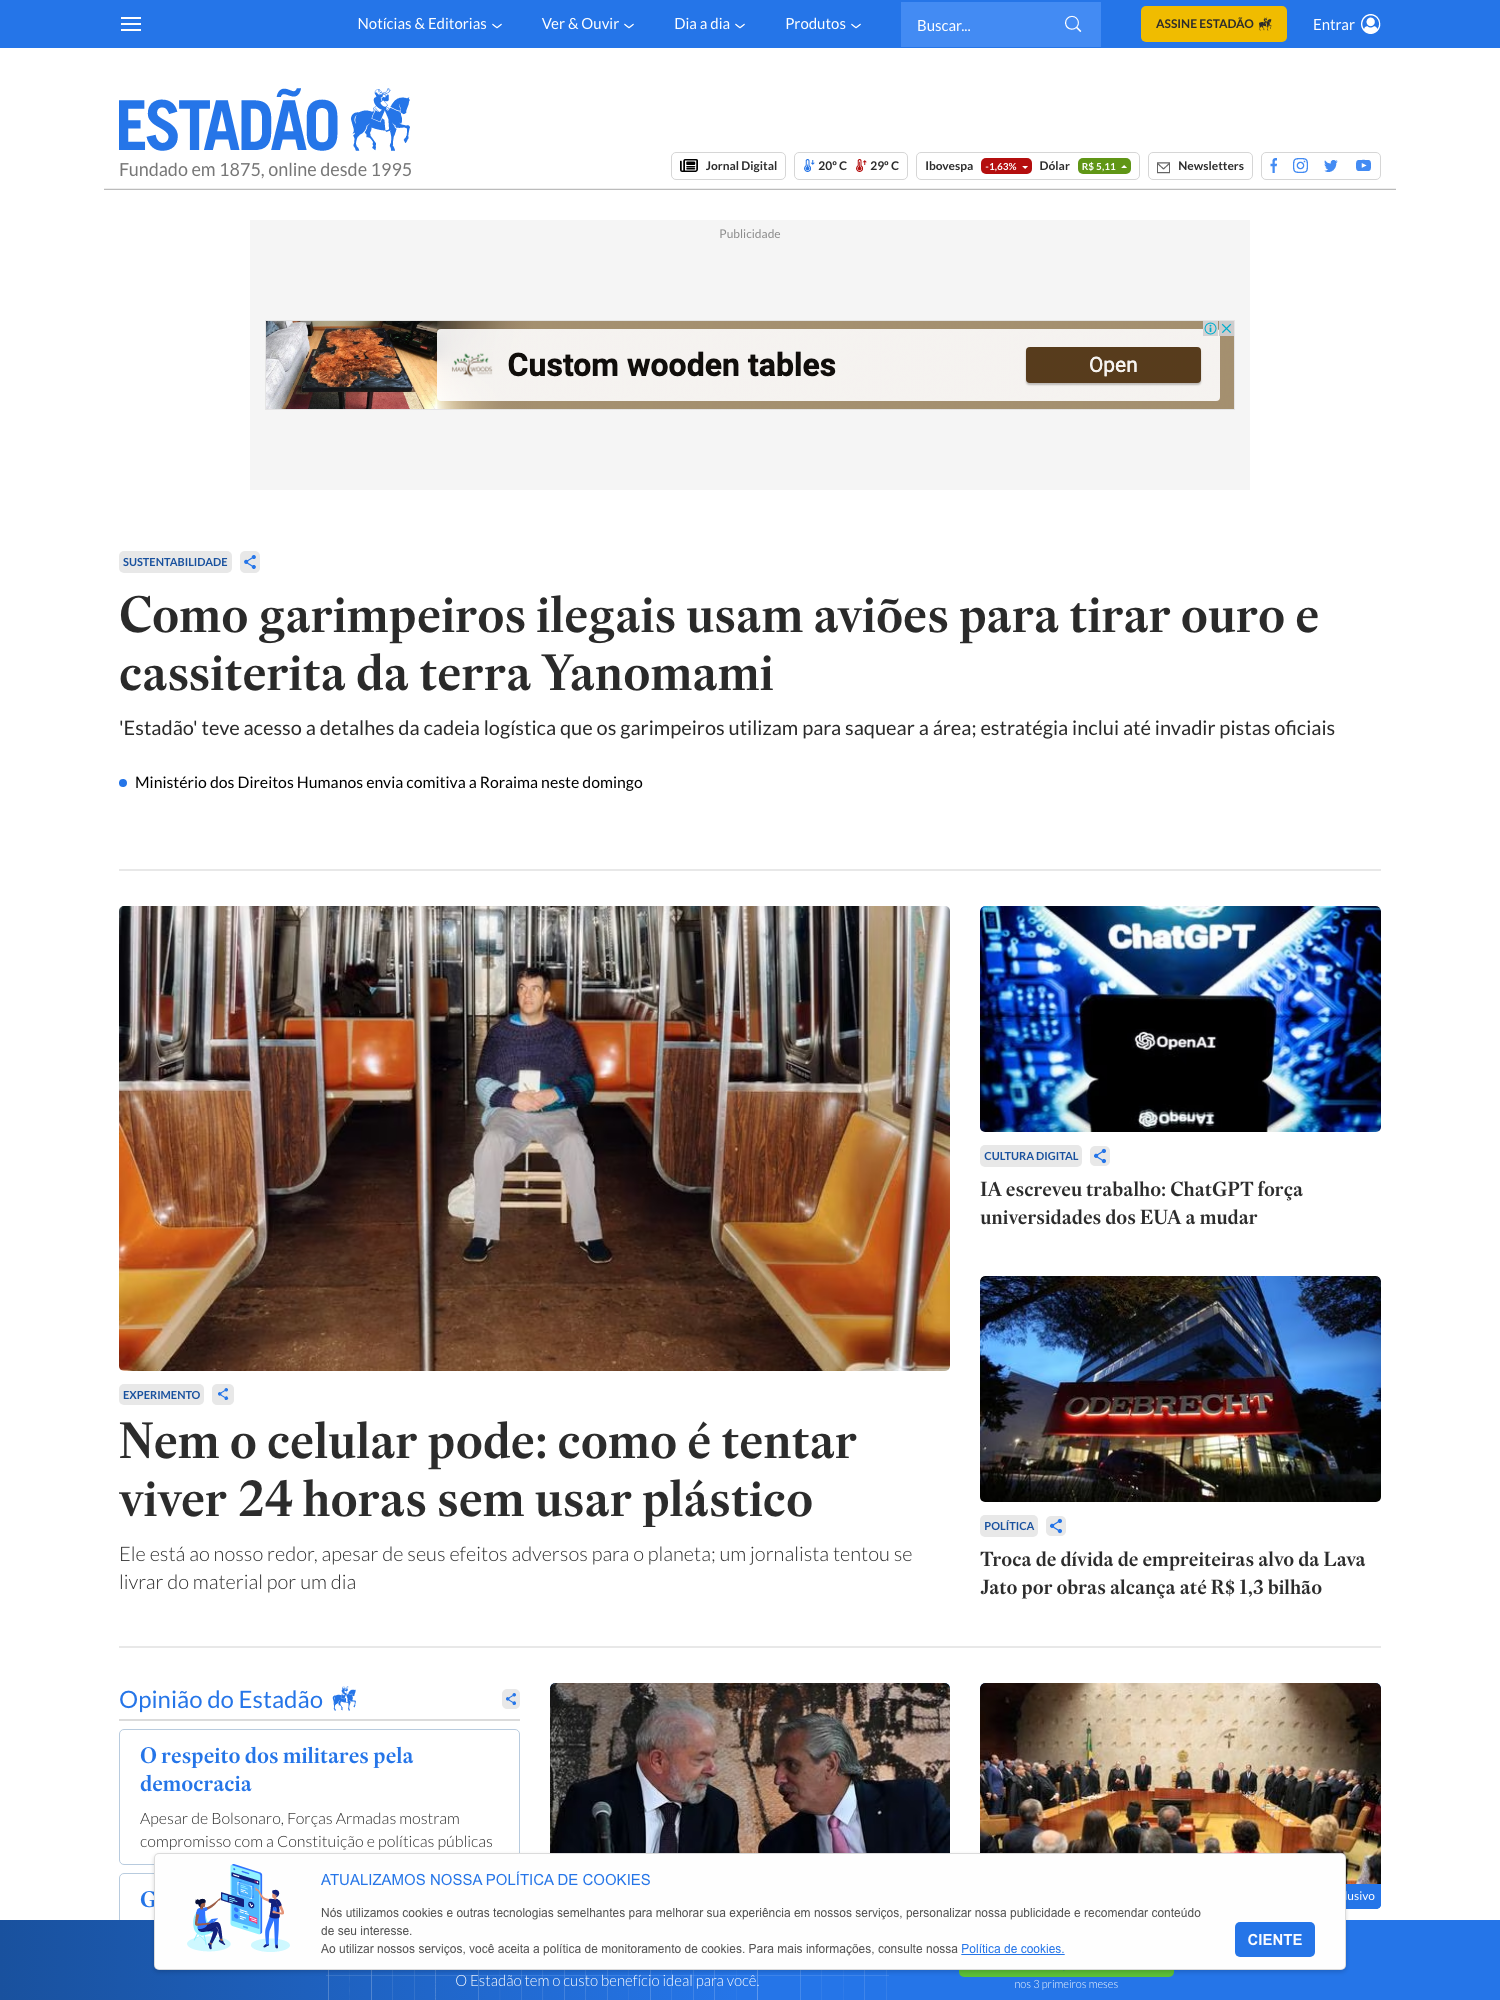 Notícias & Editorias
Ver & Ouvir
Dia a dia
Produtos
Buscar...
ASSINE ESTADÃO
Entrar
ESTADÃO
Fundado em 1875, online desde 1995
Jornal Digital
20º C 29º C
Ibovespa -1,63% Dólar R$ 5,11
Newsletters
Publicidade
MAKE WOODS
Custom wooden tables
Open
SUSTENTABILIDADE
Como garimpeiros ilegais usam aviões para tirar ouro e
cassiterita da terra Yanomami
'Estadão' teve acesso a detalhes da cadeia logística que os garimpeiros utilizam para saquear a área; estratégia inclui até invadir pistas oficiais
Ministério dos Direitos Humanos envia comitiva a Roraima neste domingo
EXPERIMENTO
Nem o celular pode: como é tentar
viver 24 horas sem usar plástico
Ele está ao nosso redor, apesar de seus efeitos adversos para o planeta; um jornalista tentou se
livrar do material por um dia
ChatGPT
OpenAI
OpenAI
CULTURA DIGITAL
IA escreveu trabalho: ChatGPT força
universidades dos EUA a mudar
ODEBRECHT
POLÍTICA
Troca de dívida de empreiteiras alvo da Lava
Jato por obras alcança até R$ 1,3 bilhão
Opinião do Estadão
O respeito dos militares pela
democracia
Apesar de Bolsonaro, Forças Armadas mostram
compromisso com a Constituição e políticas públicas
G
lusivo
ATUALIZAMOS NOSSA POLÍTICA DE COOKIES
Nós utilizamos cookies e outras tecnologias semelhantes para melhorar sua experiência em nossos serviços, personalizar nossa publicidade e recomendar conteúdo
de seu interesse.
Ao utilizar nossos serviços, você aceita a política de monitoramento de cookies. Para mais informações, consulte nossa Política de cookies.
CIENTE
O Estadão tem o custo benefício ideal para você.
nos 3 primeiros meses